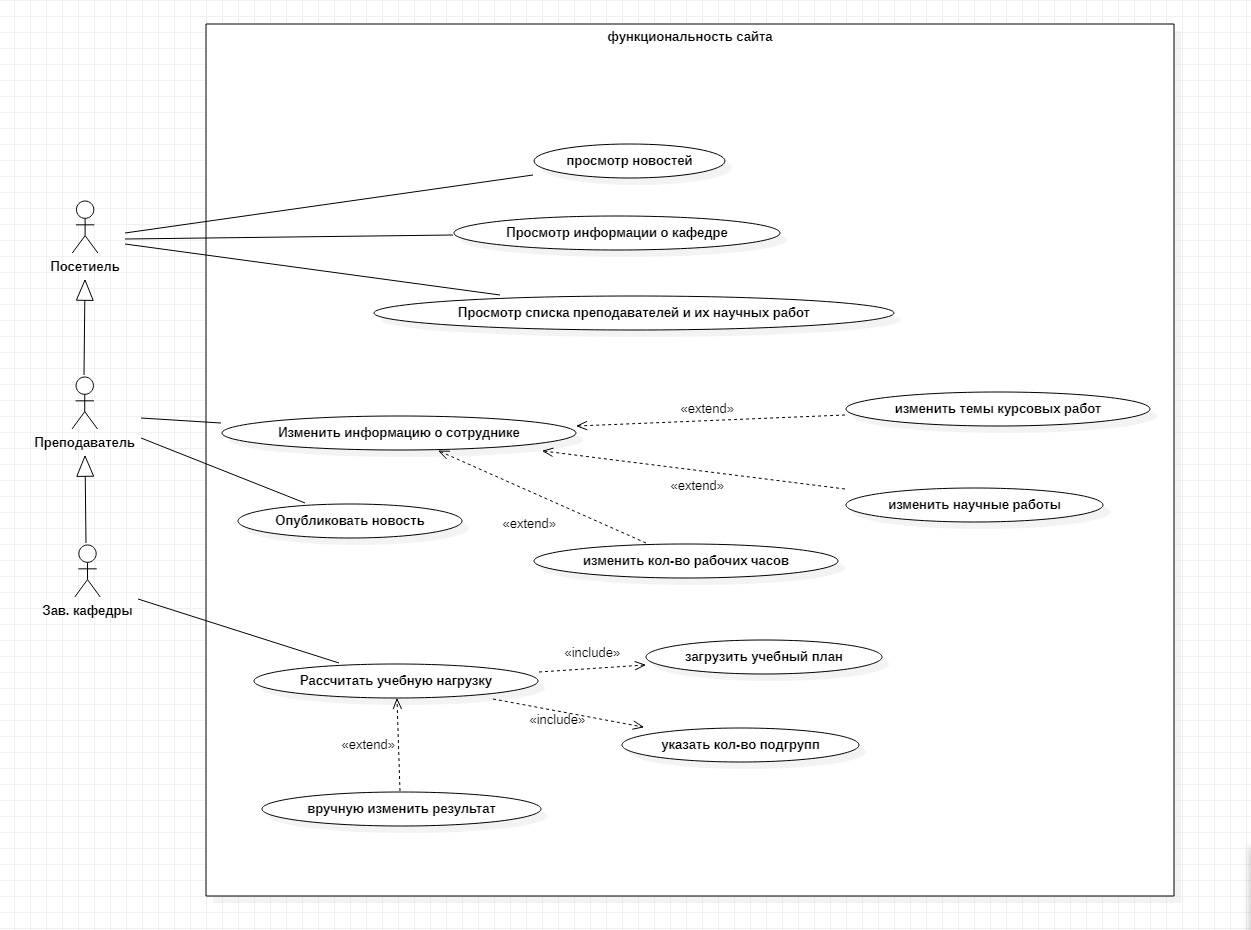 функциональность сайта
просмотр новостей
Просмотр информации о кафедре
Посетиель
Просмотр списка преподавателей и их научных работ
«extend»
изменить темы курсовых работ
Изменить информацию о сотруднике
Преподаватель
«extend»
изменить научные работы
Опубликовать новость
«extend»
изменить кол-во рабочих часов
Зав. кафедры
«include»
загрузить учебный план
Рассчитать учебную нагрузку
«include»
«extend»
указать кол-во подгрупп
вручную изменить результат